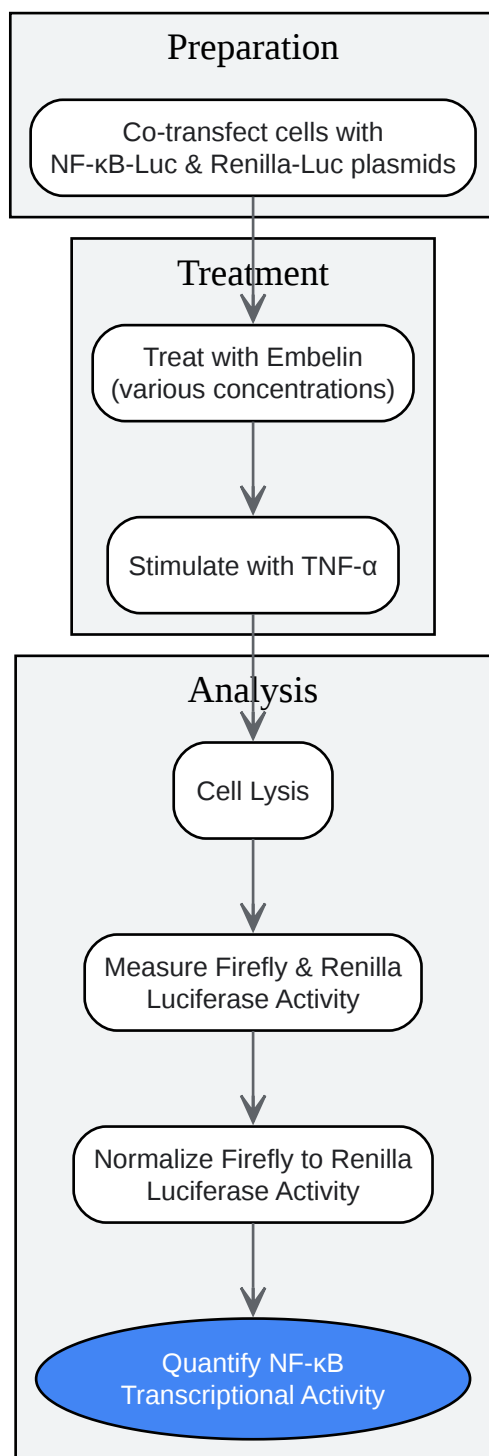 Preparation
Co-transfect cells with
NF-κB-Luc & Renilla-Luc plasmids
Treatment
Treat with Embelin
(various concentrations)
Stimulate with TNF-α
Analysis
Cell Lysis
Measure Firefly & Renilla
Luciferase Activity
Normalize Firefly to Renilla
Luciferase Activity
Quantify NF-κB
Transcriptional Activity